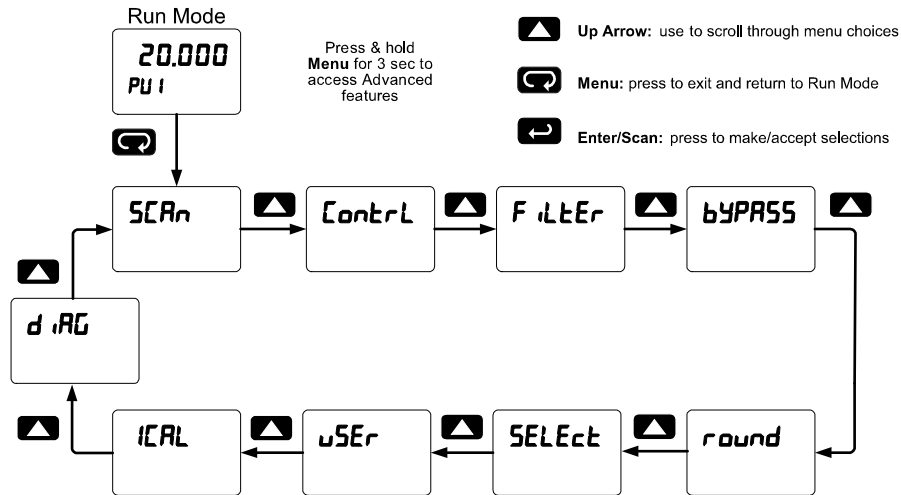 Run Mode
20.000
PV 1
Press & hold
Menu for 3 sec to
access Advanced
features
Up Arrow: use to scroll through menu choices
Menu: press to exit and return to Run Mode
Enter/Scan: press to make/accept selections
SCAn
ContrL
FiLtEr
bYPASS
diAG
ICAL
uSEr
SELEct
round